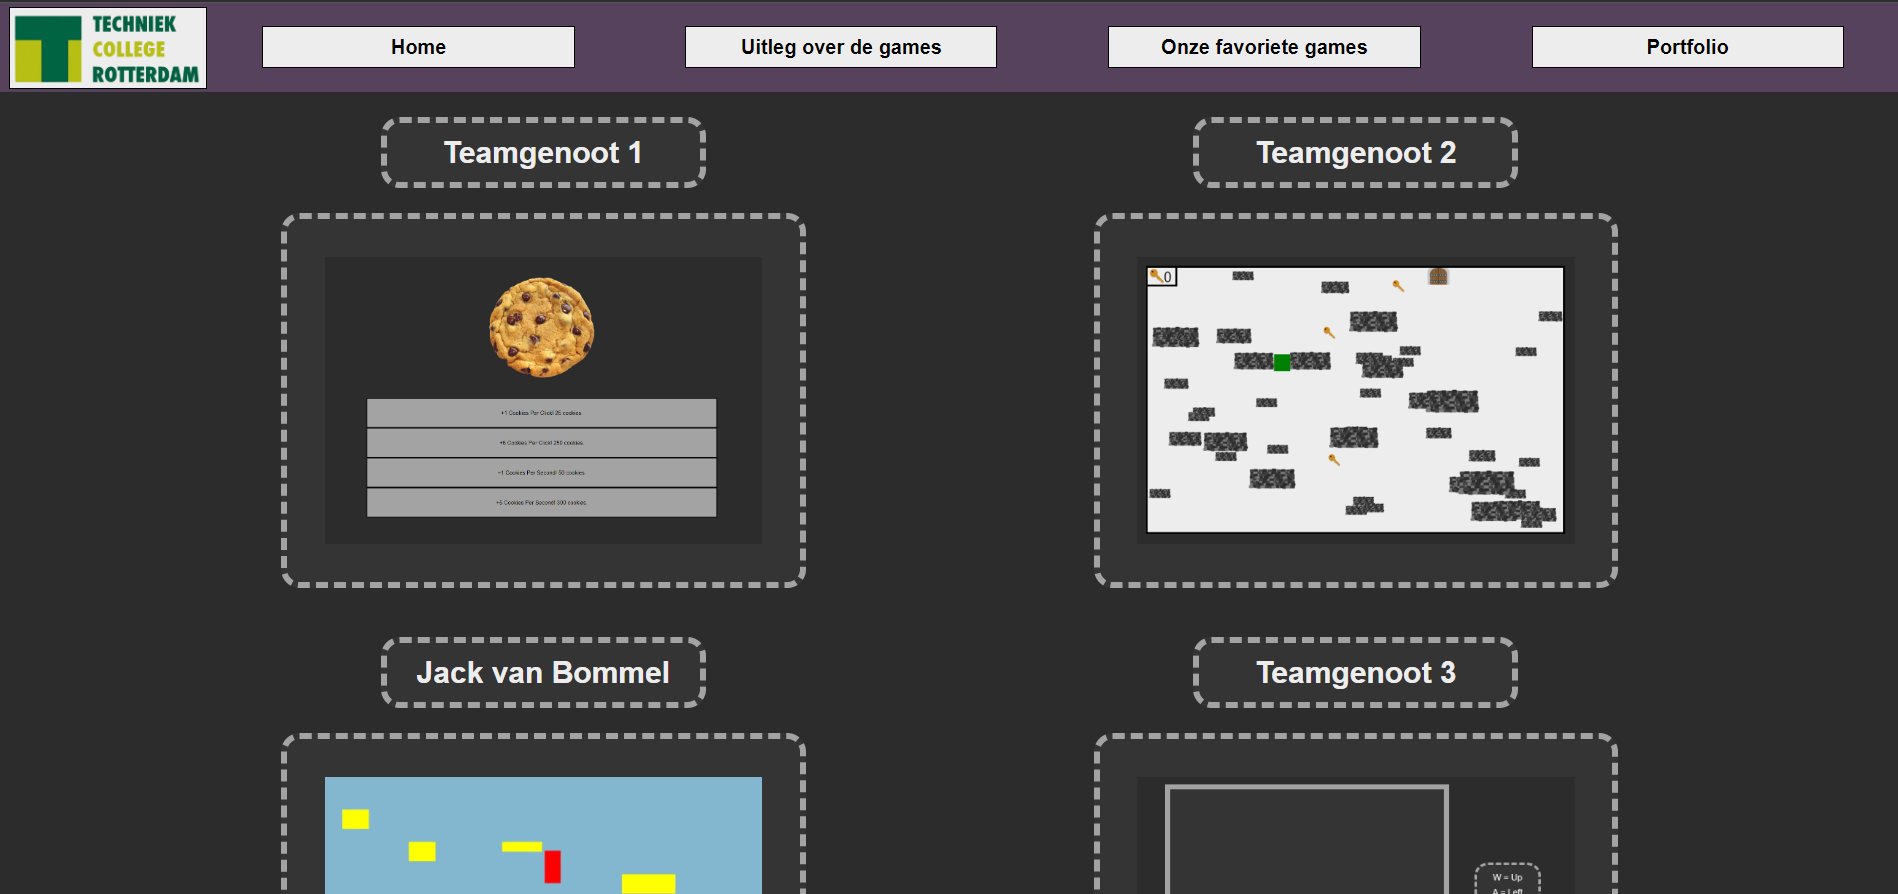 TECHNIEK
COLLEGE
ROTTERDAM
Home
Uitleg over de games
Onze favoriete games
Portfolio
Teamgenoot 1
Teamgenoot 2
+1 Cookies Per Click! 25 cookies.
+5 Cookies Per Click! 250 cookies.
+1 Cookies Per Second! 50 cookies.
+5 Cookies Per Second! 500 cookies.
0
Jack van Bommel
Teamgenoot 3
W = Up
A = Left